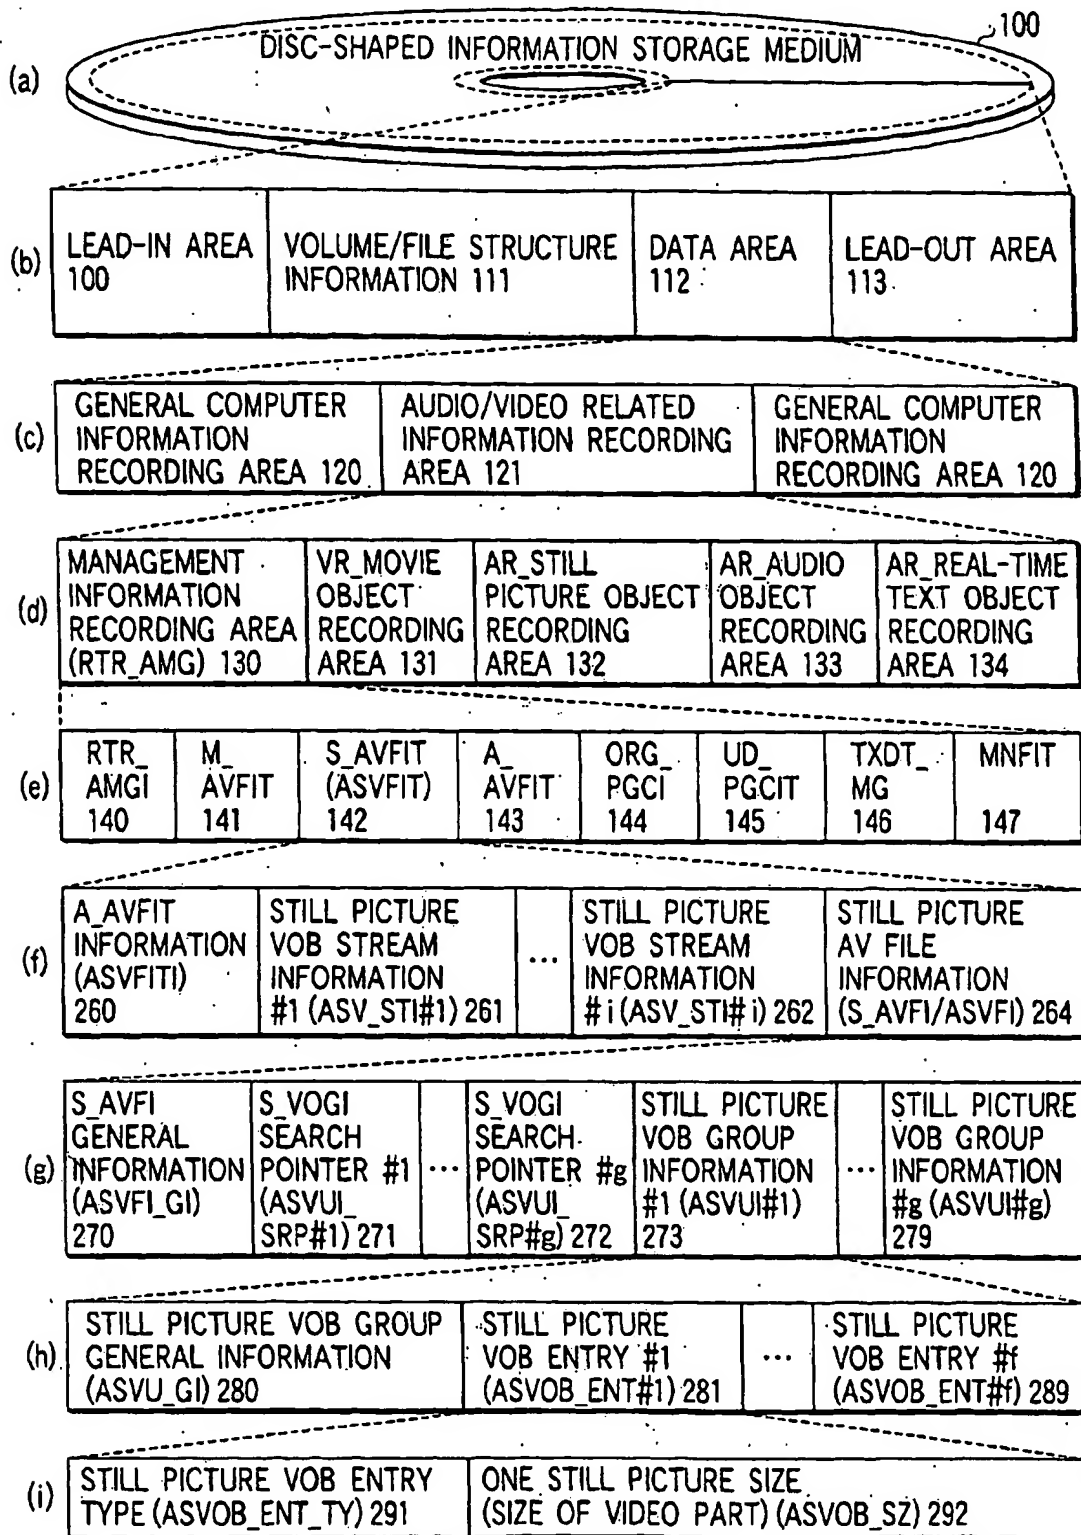 100
DISC-SHAPED INFORMATION STORAGE MEDIUM
(a)
(b)
LEAD-IN AREA
100
VOLUME/FILE STRUCTURE
INFORMATION 111
DATA AREA
112
LEAD-OUT AREA
113
(c)
GENERAL COMPUTER
INFORMATION
RECORDING AREA 120
AUDIO/VIDEO RELATED
INFORMATION RECORDING
AREA 121
GENERAL COMPUTER
INFORMATION
RECORDING AREA 120
(d)
MANAGEMENT
INFORMATION
RECORDING AREA
(RTR_AMG) 130
VR_MOVIE
OBJECT
RECORDING
AREA 131
AR_STILL
PICTURE OBJECT
RECORDING
AREA 132
AR_AUDIO
OBJECT
RECORDING
AREA 133
AR_REAL-TIME
TEXT OBJECT
RECORDING
AREA 134
(e)
RTR_
AMGI
140
M_
AVFIT
141
S_AVFIT
(ASVFIT)
142
A_
AVFIT
143
ORG_
PGCI
144
UD_
PGCIT
145
TXDT_
MG
146
MNFIT
147
(f)
A_AVFIT
INFORMATION
(ASVFITI)
260
STILL PICTURE
VOB STREAM
INFORMATION
#1 (ASV_STI#1) 261
...
STILL PICTURE
VOB STREAM
INFORMATION
#i (ASV_STI#i) 262
STILL PICTURE
AV FILE
INFORMATION
(S_AVFI/ASVFI) 264
(g)
S_AVFI
GENERAL
INFORMATION
(ASVFI_GI)
270
S_VOGI
SEARCH
POINTER #1
(ASVUI_
SRP#1) 271
...
S_VOGI
SEARCH
POINTER #g
(ASVUI_
SRP#g) 272
STILL PICTURE
VOB GROUP
INFORMATION
#1 (ASVUI#1)
273
...
STILL PICTURE
VOB GROUP
INFORMATION
#g (ASVUI#g)
279
(h)
STILL PICTURE VOB GROUP
GENERAL INFORMATION
(ASVU_GI) 280
STILL PICTURE
VOB ENTRY #1
(ASVOB_ENT#1) 281
...
STILL PICTURE
VOB ENTRY #f
(ASVOB_ENT#f) 289
(i)
STILL PICTURE VOB ENTRY
TYPE (ASVOB_ENT_TY) 291
ONE STILL PICTURE SIZE
(SIZE OF VIDEO PART) (ASVOB_SZ) 292